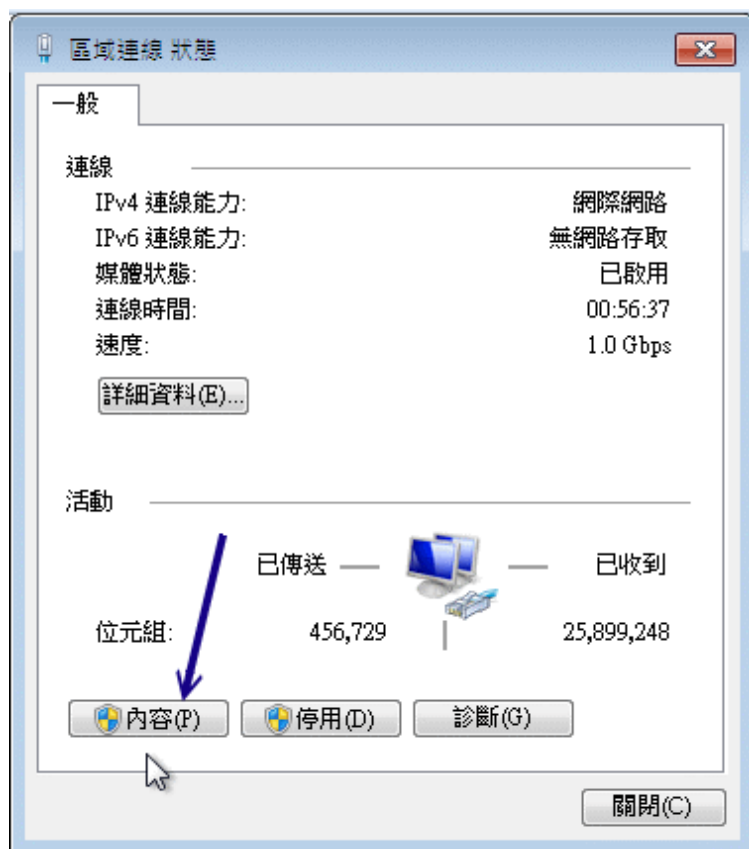 區域連線 狀態
一般
連線
IPv4 連線能力: 網際網路
IPv6 連線能力: 無網路存取
媒體狀態: 已啟用
連線時間: 00:56:37
速度: 1.0 Gbps
詳細資料(E)...
活動
已傳送 已收到
位元組: 456,729 25,899,248
內容(P) 停用(D) 診斷(G)
關閉(C)